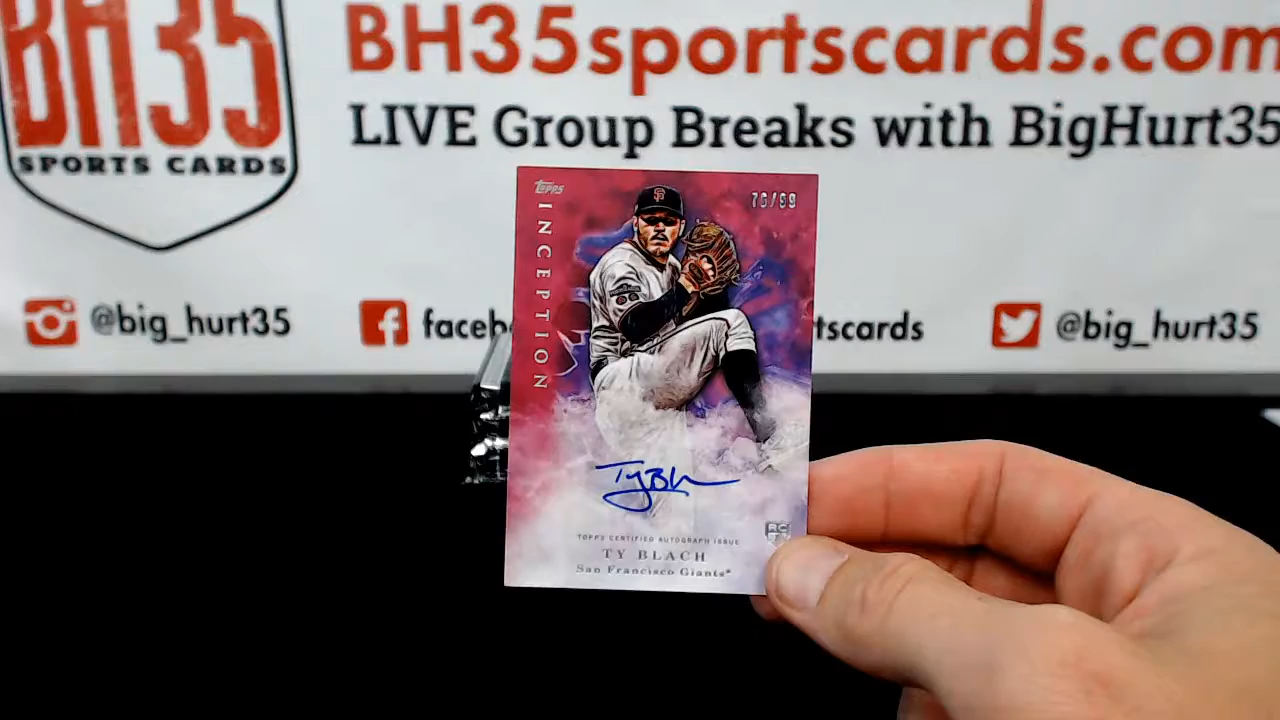 BH35
SPORTS CARDS
BH35sportscards.com
LIVE Group Breaks with BigHurt35
@big_hurt35
faceb
tscards
@big_hurt35
Topps
INCEPTION
TOPPS CERTIFIED AUTOGRAPH ISSUE
TY BLACH
San Francisco Giants
RC